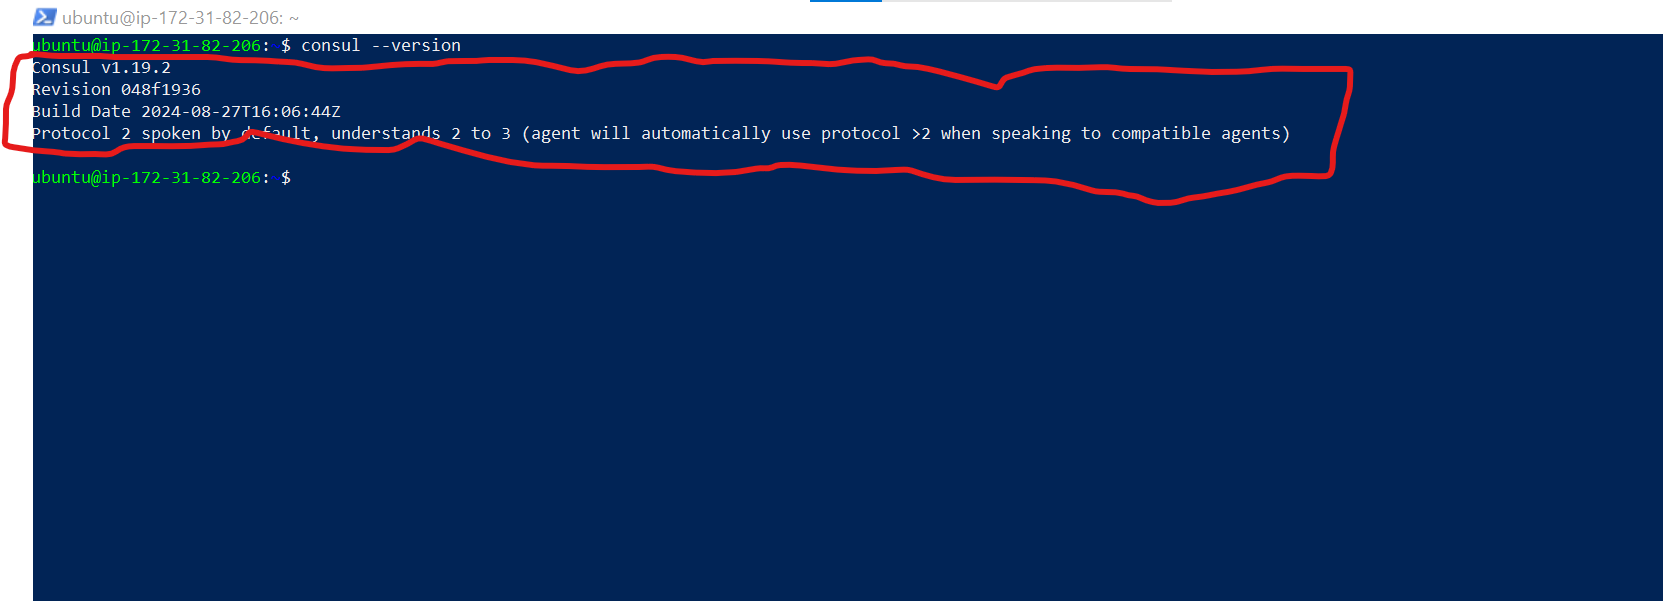 ubuntu@ip-172-31-82-206: ~
ubuntu@ip-172-31-82-206:~$ consul --version
Consul v1.19.2
Revision 048f1936
Build Date 2024-08-27T16:06:44Z
Protocol 2 spoken by default, understands 2 to 3 (agent will automatically use protocol >2 when speaking to compatible agents)
ubuntu@ip-172-31-82-206:~$